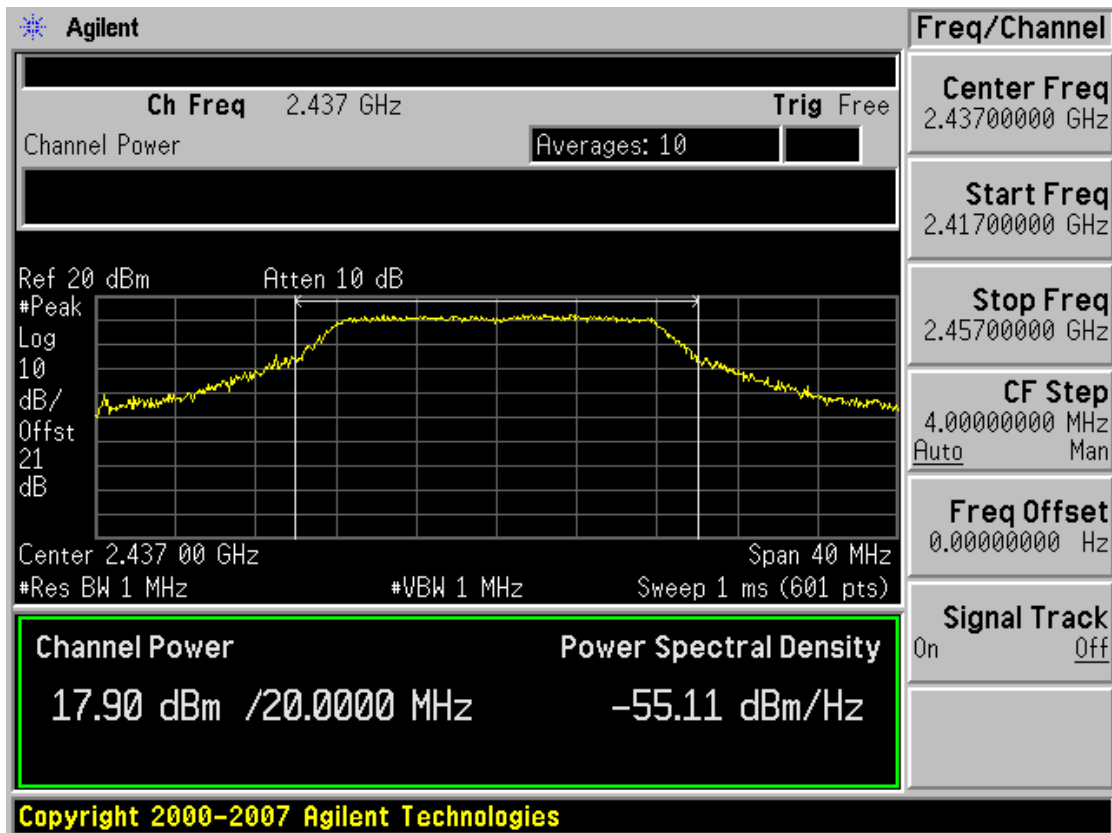 Agilent
Freq/Channel
Ch Freq 2.437 GHz Trig Free
Channel Power Averages: 10
Ref 20 dBm Atten 10 dB
#Peak
Log
10
dB/
Offst
21
dB
Center 2.437 00 GHz Span 40 MHz
#Res BW 1 MHz #VBW 1 MHz Sweep 1 ms (601 pts)
Channel Power Power Spectral Density
17.90 dBm /20.0000 MHz -55.11 dBm/Hz
Center Freq
2.43700000 GHz
Start Freq
2.41700000 GHz
Stop Freq
2.45700000 GHz
CF Step
4.00000000 MHz
Auto Man
Freq Offset
0.00000000 Hz
Signal Track
On Off
Copyright 2000-2007 Agilent Technologies